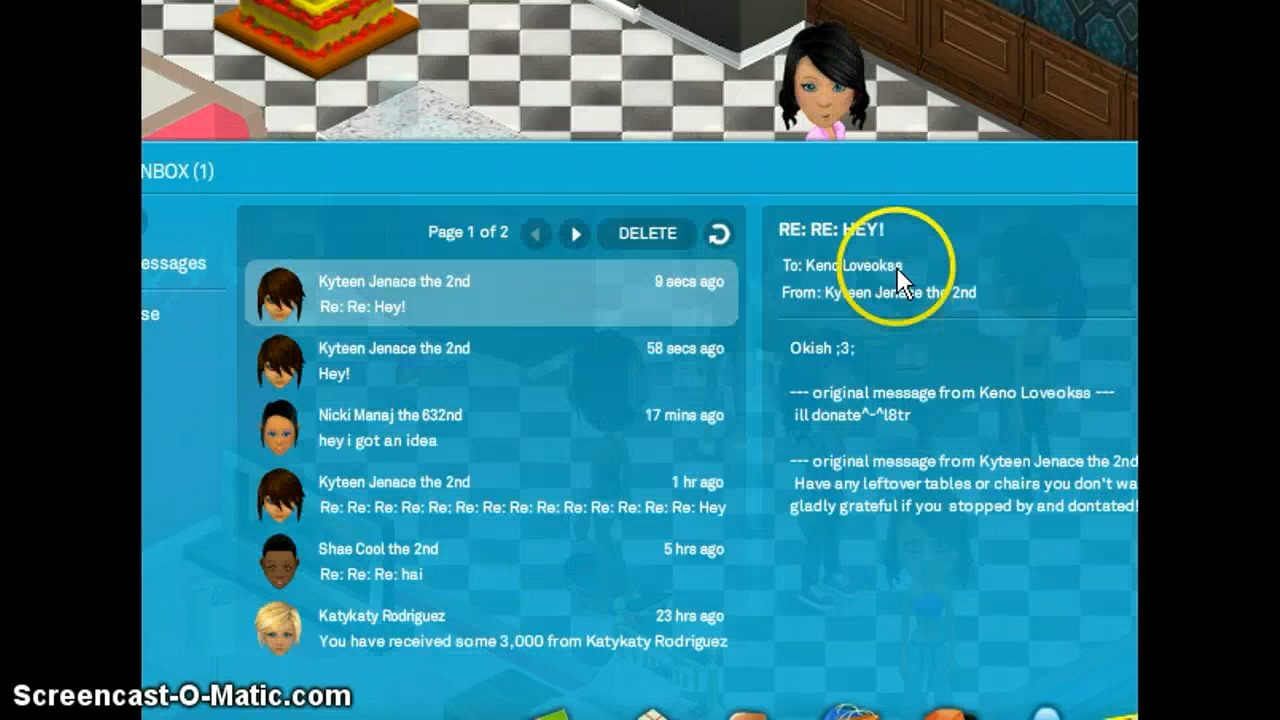 NBOX (1)
essages
se
Page 1 of 2
DELETE
Kyteen Jenace the 2nd 9 secs ago
Re: Re: Hey!
Kyteen Jenace the 2nd 58 secs ago
Hey!
Nicki Manaj the 632nd 17 mins ago
hey i got an idea
Kyteen Jenace the 2nd 1 hr ago
Re: Re: Re: Re: Re: Re: Re: Re: Re: Re: Re: Re: Re: Re: Hey
Shae Cool the 2nd 5 hrs ago
Re: Re: Re: hai
Katykaty Rodriguez 23 hrs ago
You have received some 3,000 from Katykaty Rodriguez
RE: RE: HEY!
To: Keno Loveokss
From: Kyteen Jenace the 2nd
Okish ;3;
--- original message from Keno Loveokss ---
ill donate^-^l8tr
--- original message from Kyteen Jenace the 2nd
Have any leftover tables or chairs you don't wa
gladly grateful if you stopped by and dontated!
Screencast-O-Matic.com